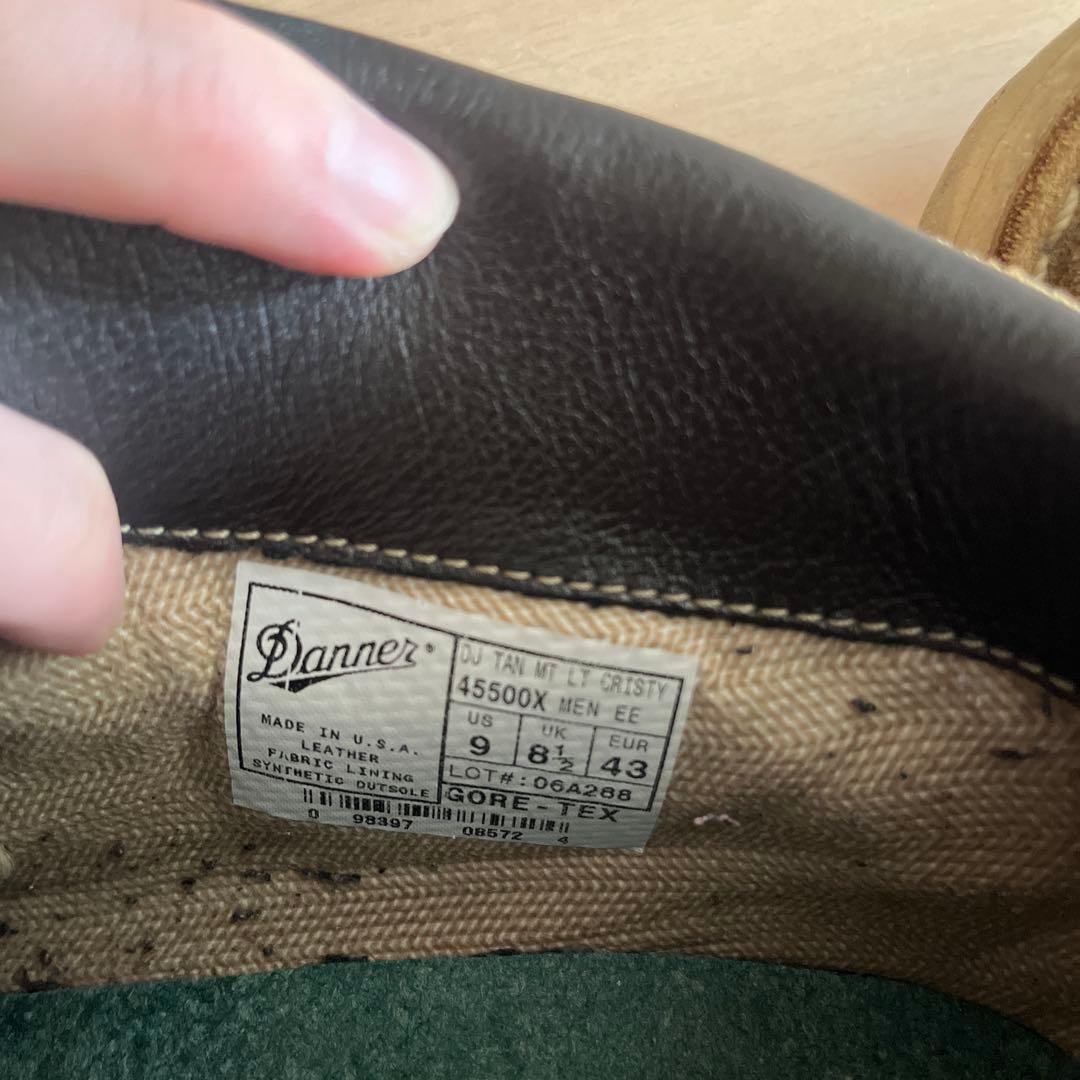 Danner®
MADE IN U.S.A.
LEATHER
FABRIC LINING
SYNTHETIC OUTSOLE
DJ TAN MT LT CRISTY
45500X MEN EE
US UK EUR
9 8½ 43
LOT#: 06A288
GORE-TEX
0 98397 08572 4